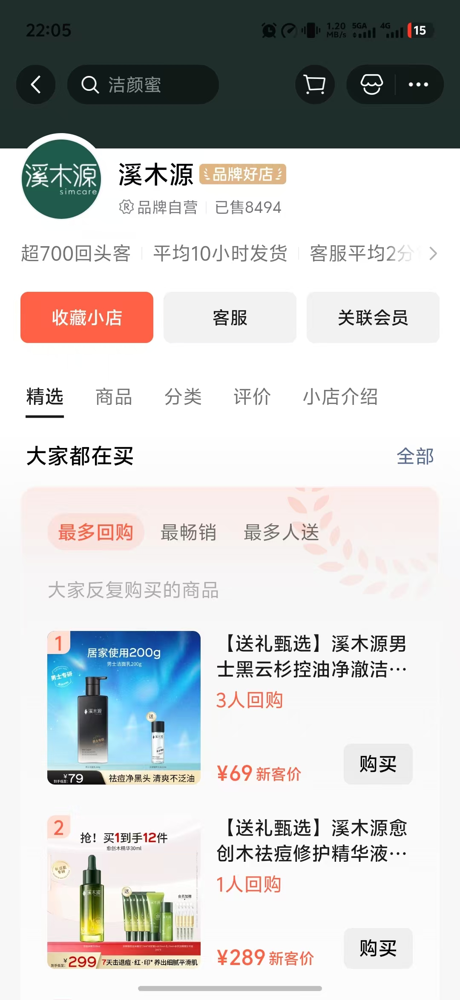 22:05
1.20 MB/s 5GA 4G 15
洁颜蜜
溪木源
simcare
溪木源 品牌好店
品牌自营 已售8494
超700回头客 平均10小时发货 客服平均2分
收藏小店 客服 关联会员
精选 商品 分类 评价 小店介绍
大家都在买 全部
最多回购 最畅销 最多人送
大家反复购买的商品
1
居家使用200g
男士洁面乳200g
男士专研
溪木源
男士专研
送
溪木源
男士专研
到手低至: ¥79 祛痘净黑头 清爽不泛油
【送礼甄选】溪木源男
士黑云杉控油净澈洁…
3人回购
¥69 新客价 购买
2
抢！买1到手12件
愈创木精华30ml
敏感肌
专研
溪木源
送
会员加赠
到手低至: ¥299 7天击退痘·红·印* 养出细腻平滑肌
【送礼甄选】溪木源愈
创木祛痘修护精华液…
1人回购
¥289 新客价 购买